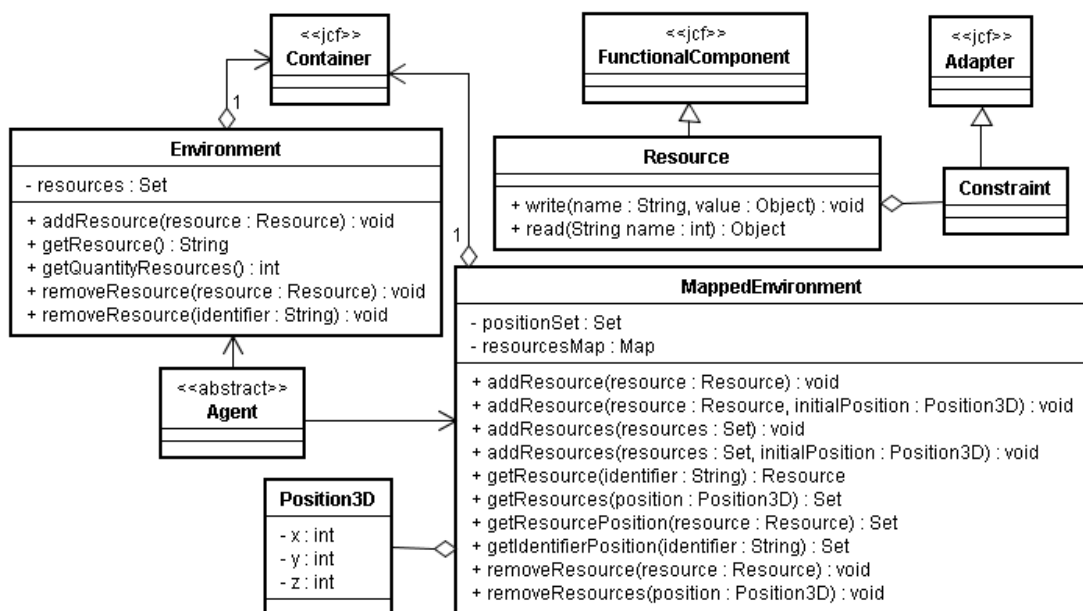 <<jcf>>
Container
1
<<jcf>>
FunctionalComponent
<<jcf>>
Adapter
Environment
- resources : Set
+ addResource(resource : Resource) : void
+ getResource() : String
+ getQuantityResources() : int
+ removeResource(resource : Resource) : void
+ removeResource(identifier : String) : void
Resource
+ write(name : String, value : Object) : void
+ read(String name : int) : Object
Constraint
1
MappedEnvironment
- positionSet : Set
- resourcesMap : Map
+ addResource(resource : Resource) : void
+ addResource(resource : Resource, initialPosition : Position3D) : void
+ addResources(resources : Set) : void
+ addResources(resources : Set, initialPosition : Position3D) : void
+ getResource(identifier : String) : Resource
+ getResources(position : Position3D) : Set
+ getResourcePosition(resource : Resource) : Set
+ getIdentifierPosition(identifier : String) : Set
+ removeResource(resource : Resource) : void
+ removeResources(position : Position3D) : void
<<abstract>>
Agent
Position3D
- x : int
- y : int
- z : int